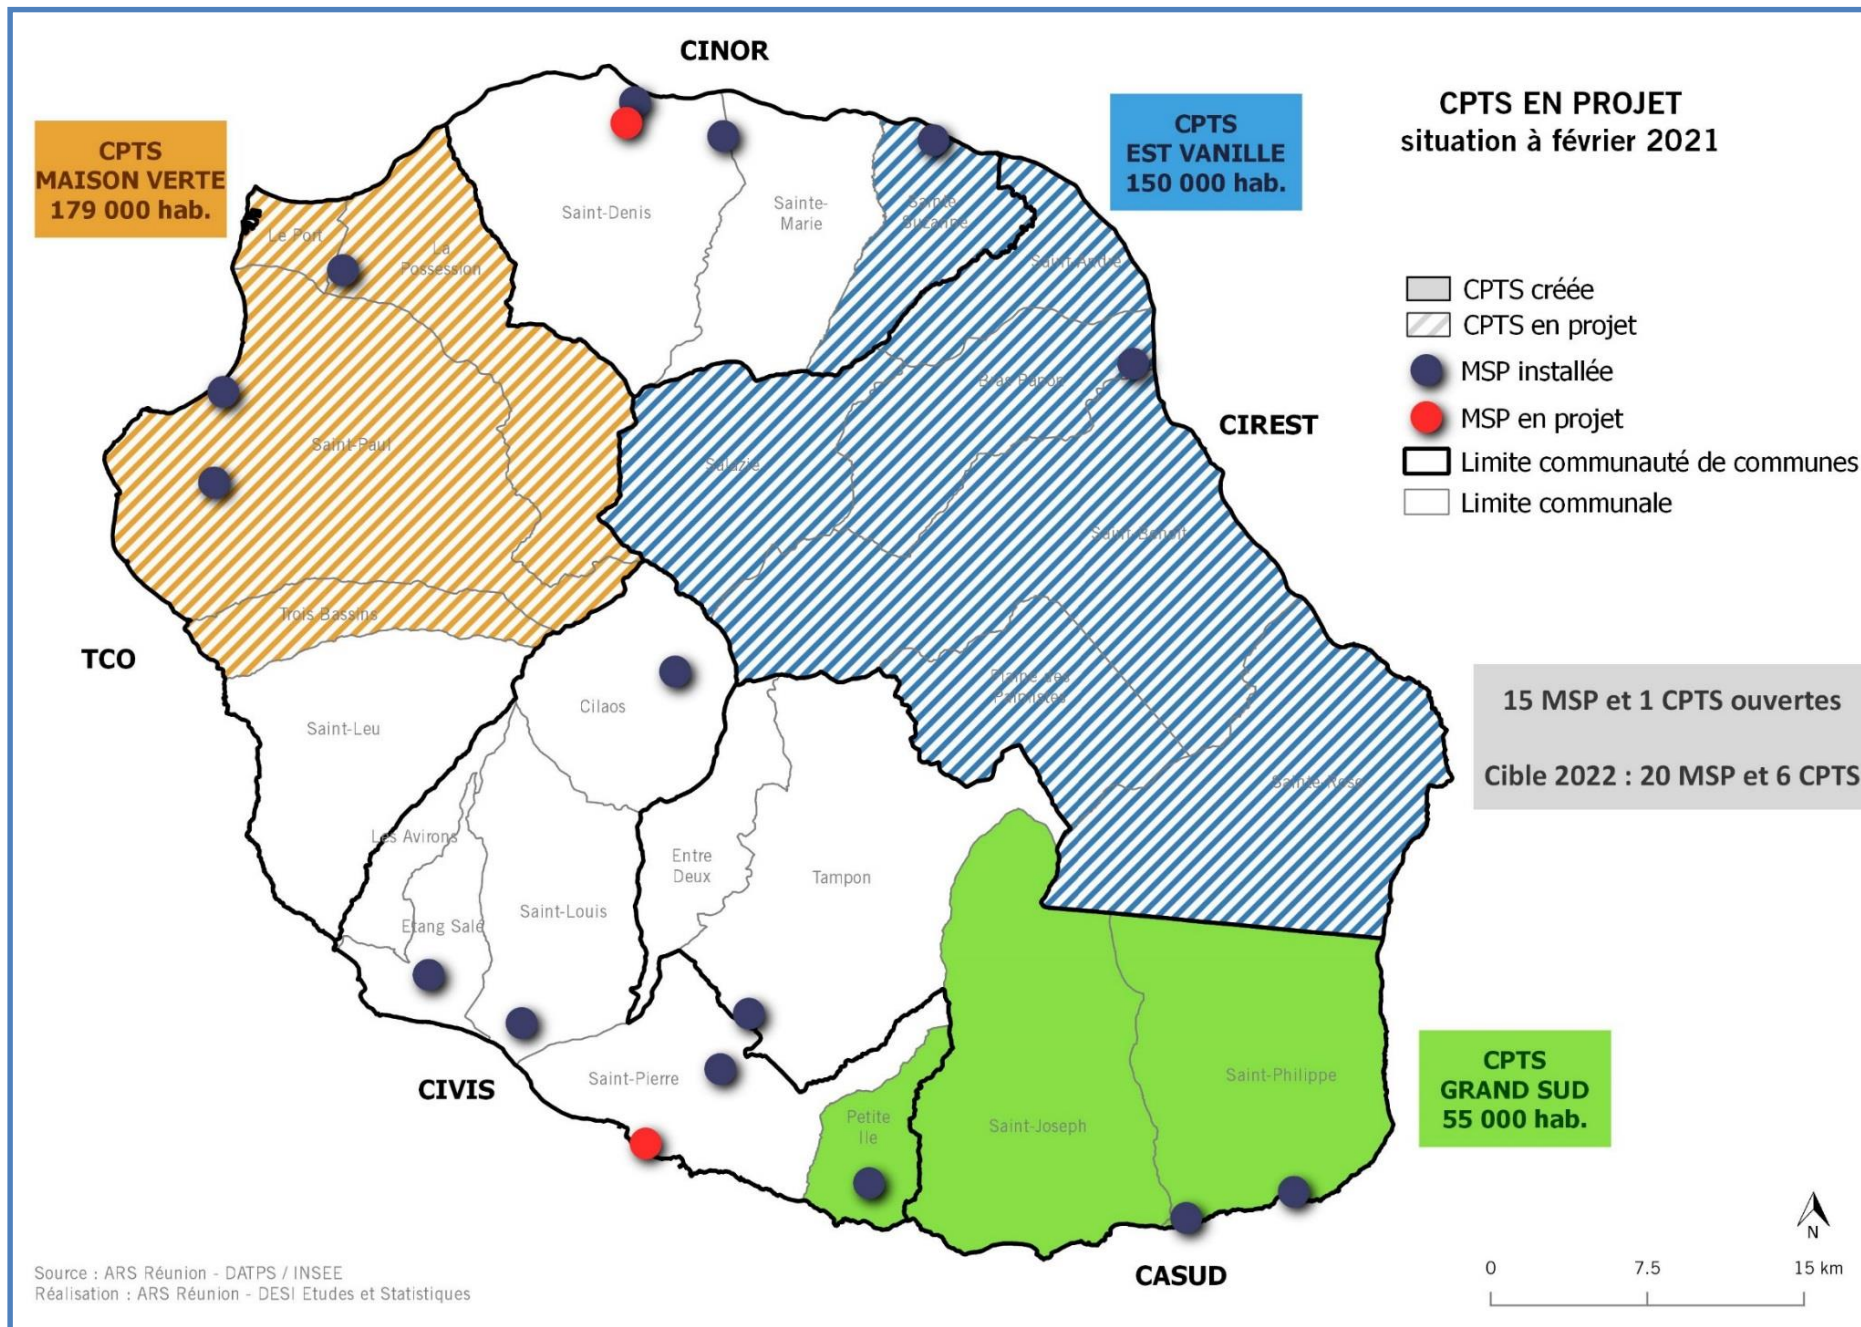 CINOR
CPTS EN PROJET
situation à février 2021
CPTS
MAISON VERTE
179 000 hab.
CPTS
EST VANILLE
150 000 hab.
Saint-Denis
Sainte-
Marie
Sainte
Suzanne
Le Port
La
Possession
Saint-André
CPTS créée
CPTS en projet
MSP installée
MSP en projet
Limite communauté de communes
Limite communale
Bras Panon
CIREST
Saint-Paul
Salazie
Saint-Benoit
Trois Bassins
TCO
Plaine des
Palmistes
Cilaos
Saint-Leu
15 MSP et 1 CPTS ouvertes
Cible 2022 : 20 MSP et 6 CPTS
Sainte-Rose
Les Avirons
Entre
Deux
Tampon
Etang Salé
Saint-Louis
CIVIS
Saint-Pierre
Petite
Ile
Saint-Joseph
Saint-Philippe
CPTS
GRAND SUD
55 000 hab.
CASUD
N
0 7.5 15 km
Source : ARS Réunion - DATPS / INSEE
Réalisation : ARS Réunion - DESI Etudes et Statistiques